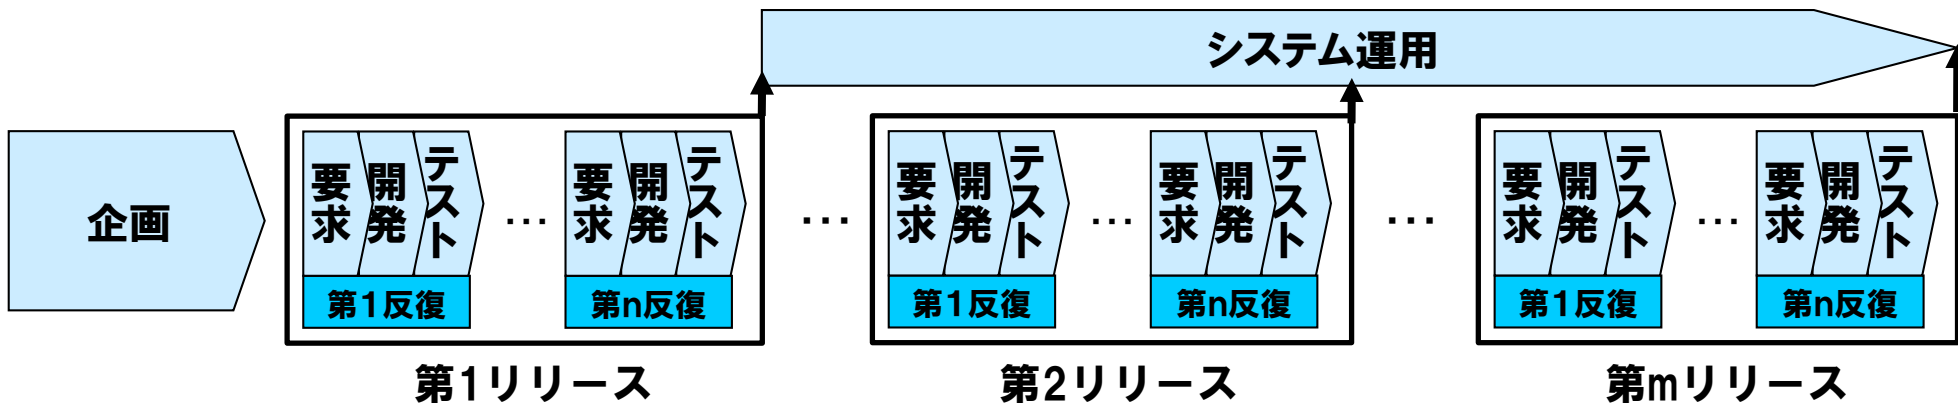 システム運用
企画
要求
開発
テスト
第1反復
…
要求
開発
テスト
第n反復
第1リリース
…
要求
開発
テスト
第1反復
…
要求
開発
テスト
第n反復
第2リリース
…
要求
開発
テスト
第1反復
…
要求
開発
テスト
第n反復
第mリリース